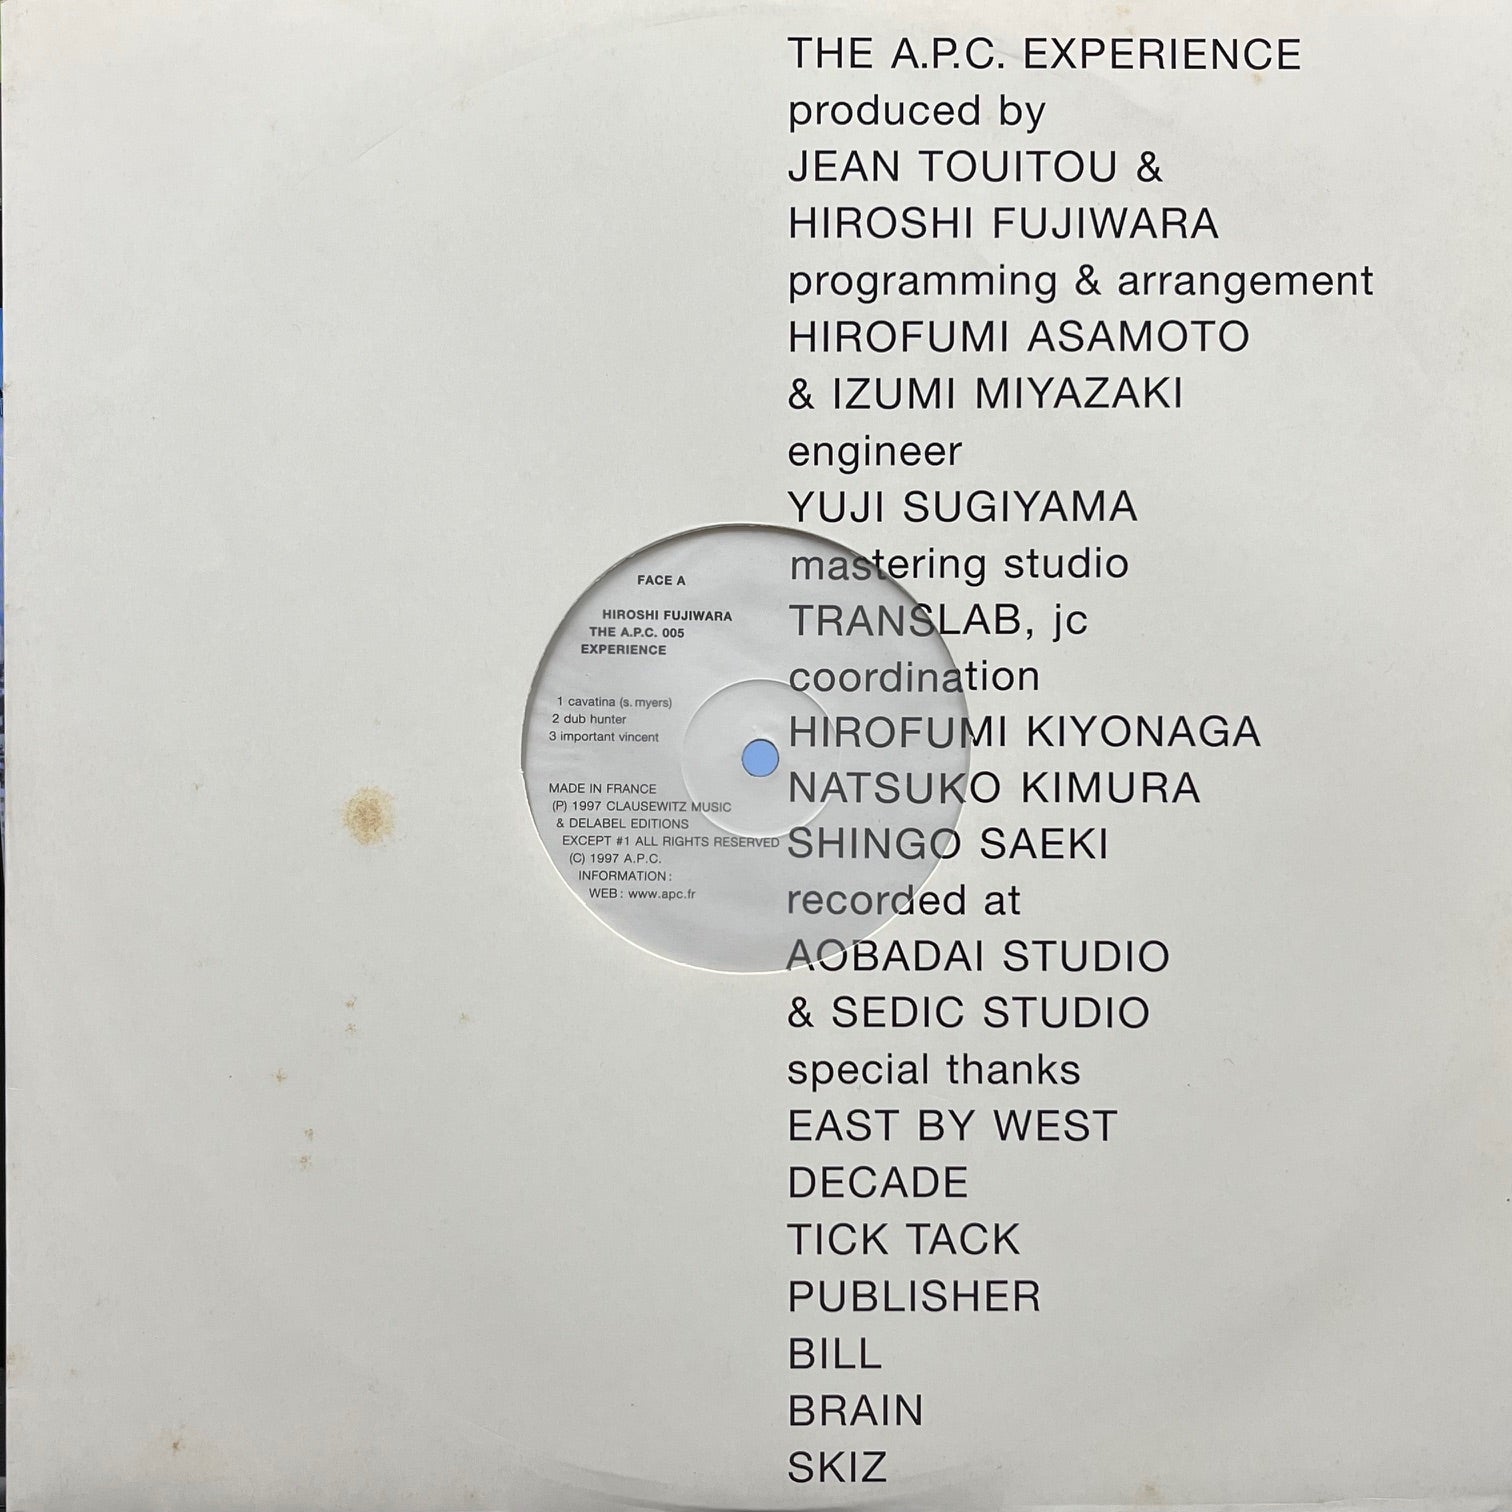 THE A.P.C. EXPERIENCE
produced by
JEAN TOUITOU &
HIROSHI FUJIWARA
programming & arrangement
HIROFUMI ASAMOTO
& IZUMI MIYAZAKI
engineer
YUJI SUGIYAMA
mastering studio
TRANSLAB, jc
coordination
HIROFUMI KIYONAGA
NATSUKO KIMURA
SHINGO SAEKI
recorded at
AOBADAI STUDIO
& SEDIC STUDIO
special thanks
EAST BY WEST
DECADE
TICK TACK
PUBLISHER
BILL
BRAIN
SKIZ
FACE A
HIROSHI FUJIWARA
THE A.P.C. 005
EXPERIENCE
1 cavatina (s. myers)
2 dub hunter
3 important vincent
MADE IN FRANCE
(P) 1997 CLAUSEWITZ MUSIC
& DELABEL EDITIONS
EXCEPT #1 ALL RIGHTS RESERVED
(C) 1997 A.P.C.
INFORMATION :
WEB : www.apc.fr